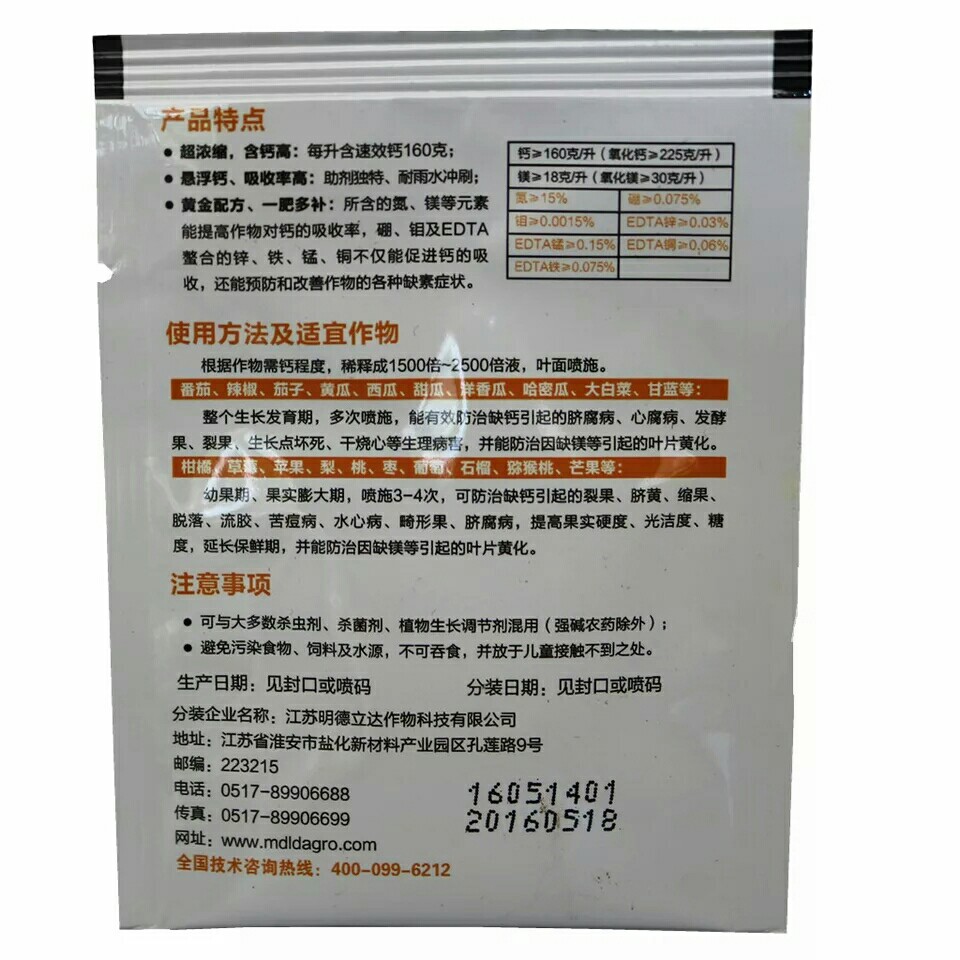 产品特点
● 超浓缩，含钙高：每升含速效钙160克；
● 悬浮钙、吸收率高：助剂独特、耐雨水冲刷；
● 黄金配方、一肥多补：所含的氮、镁等元素
能提高作物对钙的吸收率，硼、钼及EDTA
螯合的锌、铁、锰、铜不仅能促进钙的吸
收，还能预防和改善作物的各种缺素症状。
钙≥160克/升（氧化钙≥225克/升）
镁≥18克/升（氧化镁≥30克/升）
氮≥15% 硼≥0.075%
钼≥0.0015% EDTA锌≥0.03%
EDTA锰≥0.15% EDTA铜≥0.06%
EDTA铁≥0.075%
使用方法及适宜作物
根据作物需钙程度，稀释成1500倍~2500倍液，叶面喷施。
番茄、辣椒、茄子、黄瓜、西瓜、甜瓜、洋香瓜、哈密瓜、大白菜、甘蓝等：
整个生长发育期，多次喷施，能有效防治缺钙引起的脐腐病、心腐病、发酵
果、裂果、生长点坏死、干烧心等生理病害，并能防治因缺镁等引起的叶片黄化。
柑橘、草莓、苹果、梨、桃、枣、葡萄、石榴、猕猴桃、芒果等：
幼果期、果实膨大期，喷施3-4次，可防治缺钙引起的裂果、脐黄、缩果、
脱落、流胶、苦痘病、水心病、畸形果、脐腐病，提高果实硬度、光洁度、糖
度，延长保鲜期，并能防治因缺镁等引起的叶片黄化。
注意事项
● 可与大多数杀虫剂、杀菌剂、植物生长调节剂混用（强碱农药除外）；
● 避免污染食物、饲料及水源，不可吞食，并放于儿童接触不到之处。
生产日期：见封口或喷码 分装日期：见封口或喷码
分装企业名称：江苏明德立达作物科技有限公司
地址：江苏省淮安市盐化新材料产业园区孔莲路9号
邮编：223215
电话：0517-89906688
传真：0517-89906699
网址：www.mdldagro.com
全国技术咨询热线：400-099-6212
16051401
20160518